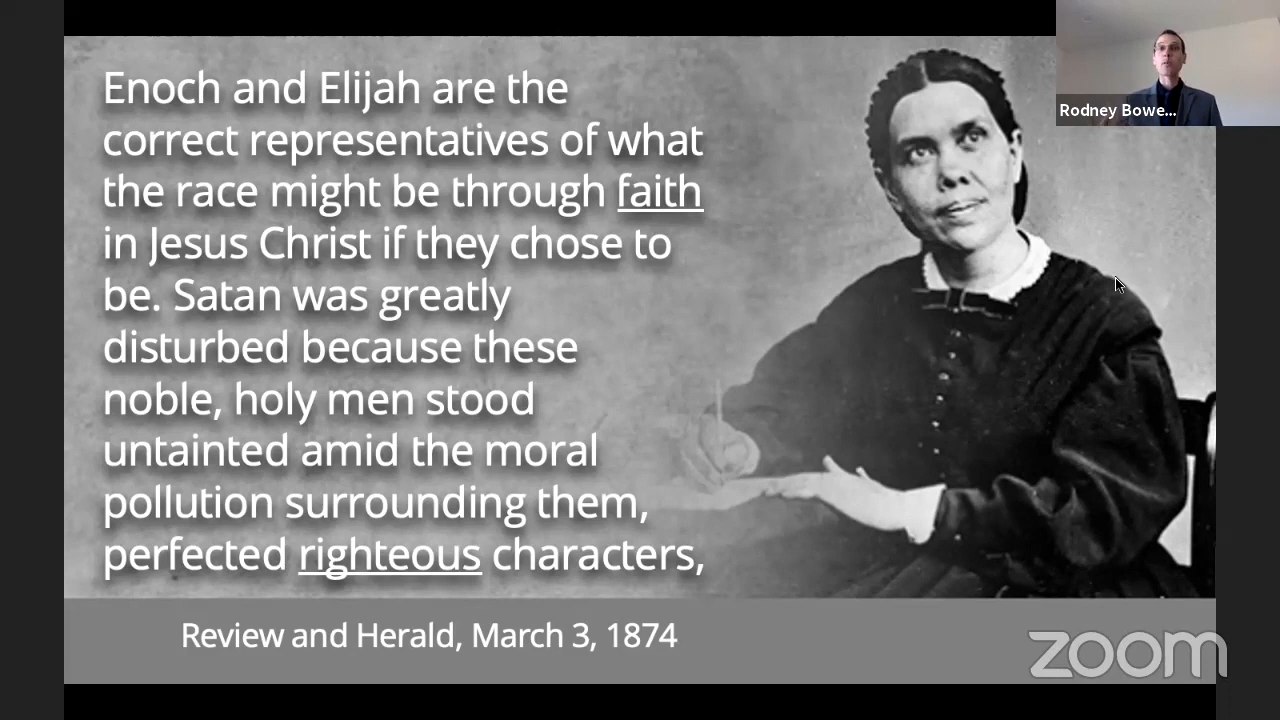 Enoch and Elijah are the
correct representatives of what
the race might be through faith
in Jesus Christ if they chose to
be. Satan was greatly
disturbed because these
noble, holy men stood
untainted amid the moral
pollution surrounding them,
perfected righteous characters,
Review and Herald, March 3, 1874
Rodney Bowe...
zoom